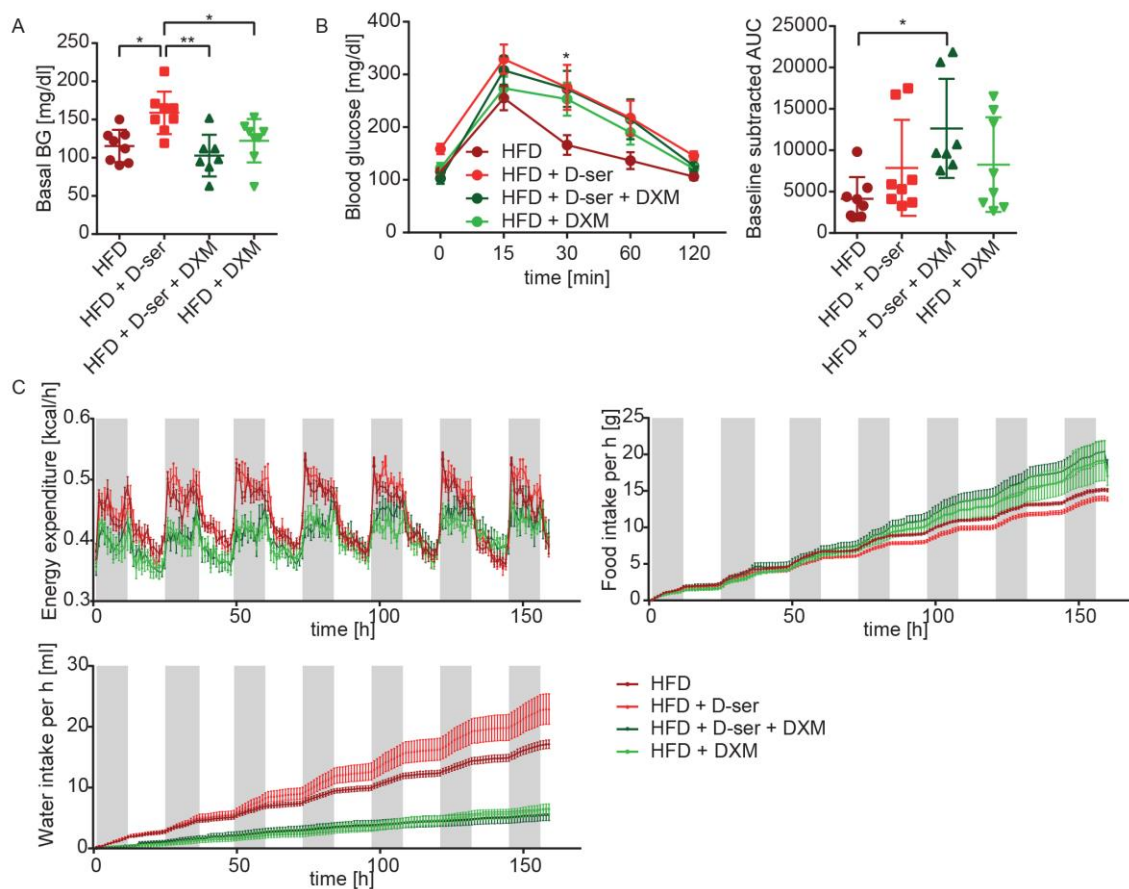 A
Basal BG [mg/dl]
250
200
150
100
50
0
*
**
*
HFD
HFD + D-ser
HFD + D-ser + DXM
HFD + DXM
B
Blood glucose [mg/dl]
400
300
200
100
*
HFD
HFD + D-ser
HFD + D-ser + DXM
HFD + DXM
0 15 30 60 120
time [min]
Baseline subtracted AUC
25000
20000
15000
10000
5000
0
*
HFD
HFD + D-ser
HFD + D-ser + DXM
HFD + DXM
C
Energy expenditure [kcal/h]
0.6
0.5
0.4
0.3
0 50 100 150
time [h]
Food intake per h [g]
25
20
15
10
5
0
0 50 100 150
time [h]
Water intake per h [ml]
30
20
10
0
0 50 100 150
time [h]
HFD
HFD + D-ser
HFD + D-ser + DXM
HFD + DXM